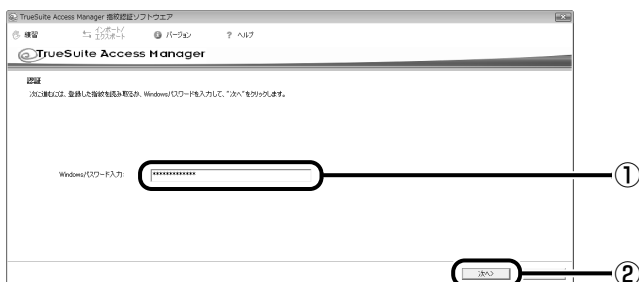 TrueSuite Access Manager 指紋認証ソフトウエア
練習 インポート/エクスポート バージョン ? ヘルプ
TrueSuite Access Manager
認証
次に進むには、登録した指紋を読み取るか、Windowsパスワードを入力して、"次へ"をクリックします。
Windowsパスワード入力: *************
①
次へ
②